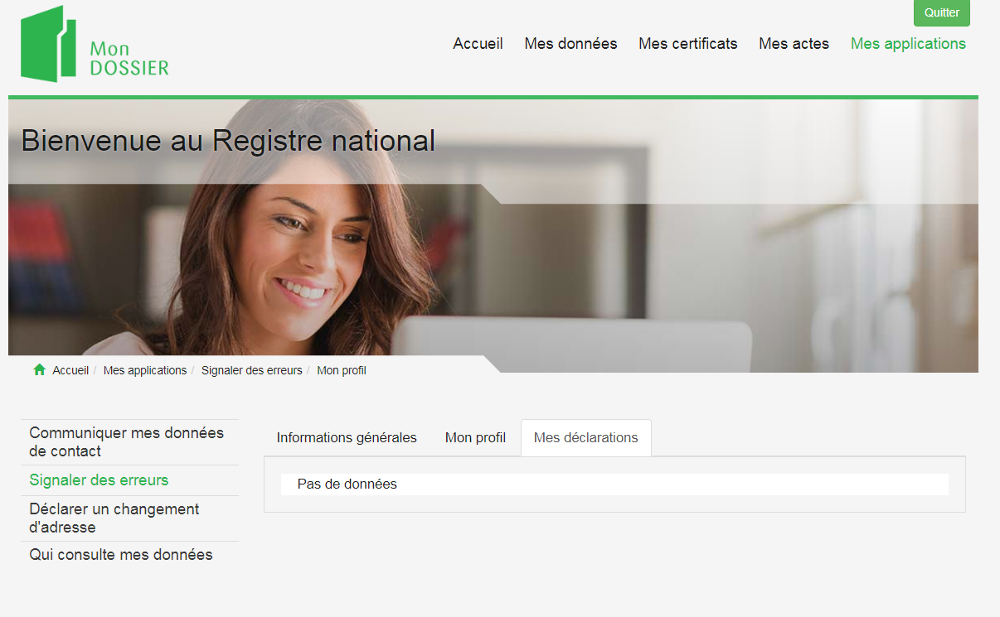 Quitter
Mon
DOSSIER
Accueil Mes données Mes certificats Mes actes Mes applications
Bienvenue au Registre national
Accueil / Mes applications / Signaler des erreurs / Mon profil
Communiquer mes données
de contact
Signaler des erreurs
Déclarer un changement
d'adresse
Qui consulte mes données
Informations générales Mon profil Mes déclarations
Pas de données